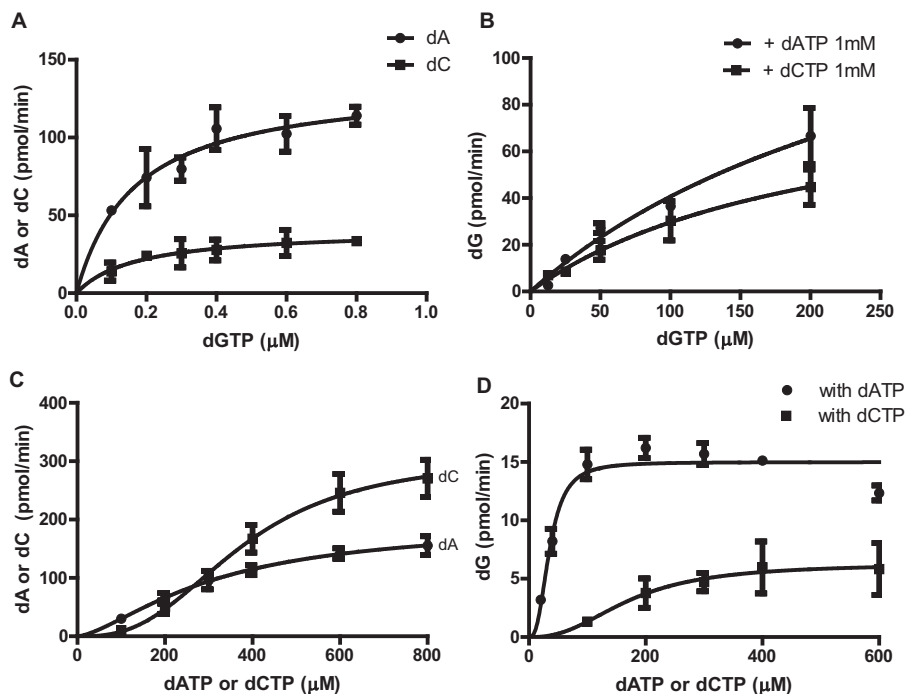 A
dA
dC
dA or dC (pmol/min)
150
100
50
0
0.0 0.2 0.4 0.6 0.8 1.0
dGTP (μM)
B
+ dATP 1mM
+ dCTP 1mM
dG (pmol/min)
80
60
40
20
0
0 50 100 150 200 250
dGTP (μM)
C
dA or dC (pmol/min)
400
300
200
100
0
dC
dA
0 200 400 600 800
dATP or dCTP (μM)
D
with dATP
with dCTP
dG (pmol/min)
20
15
10
5
0
0 200 400 600
dATP or dCTP (μM)